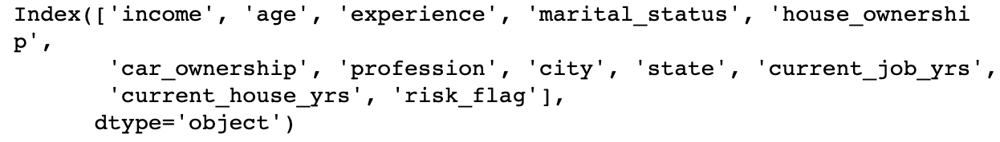 Index(['income', 'age', 'experience', 'marital_status', 'house_ownershi
p',
       'car_ownership', 'profession', 'city', 'state', 'current_job_yrs',
       'current_house_yrs', 'risk_flag'],
      dtype='object')